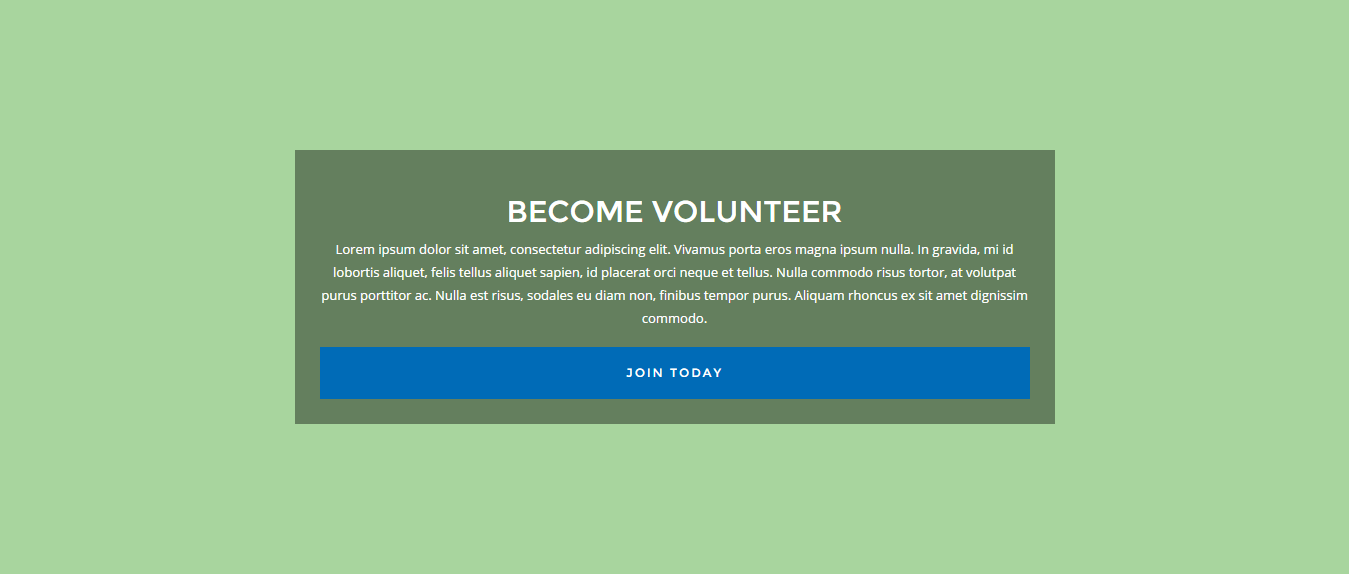 BECOME VOLUNTEER
Lorem ipsum dolor sit amet, consectetur adipiscing elit. Vivamus porta eros magna ipsum nulla. In gravida, mi id
lobortis aliquet, felis tellus aliquet sapien, id placerat orci neque et tellus. Nulla commodo risus tortor, at volutpat
purus porttitor ac. Nulla est risus, sodales eu diam non, finibus tempor purus. Aliquam rhoncus ex sit amet dignissim
commodo.
JOIN TODAY